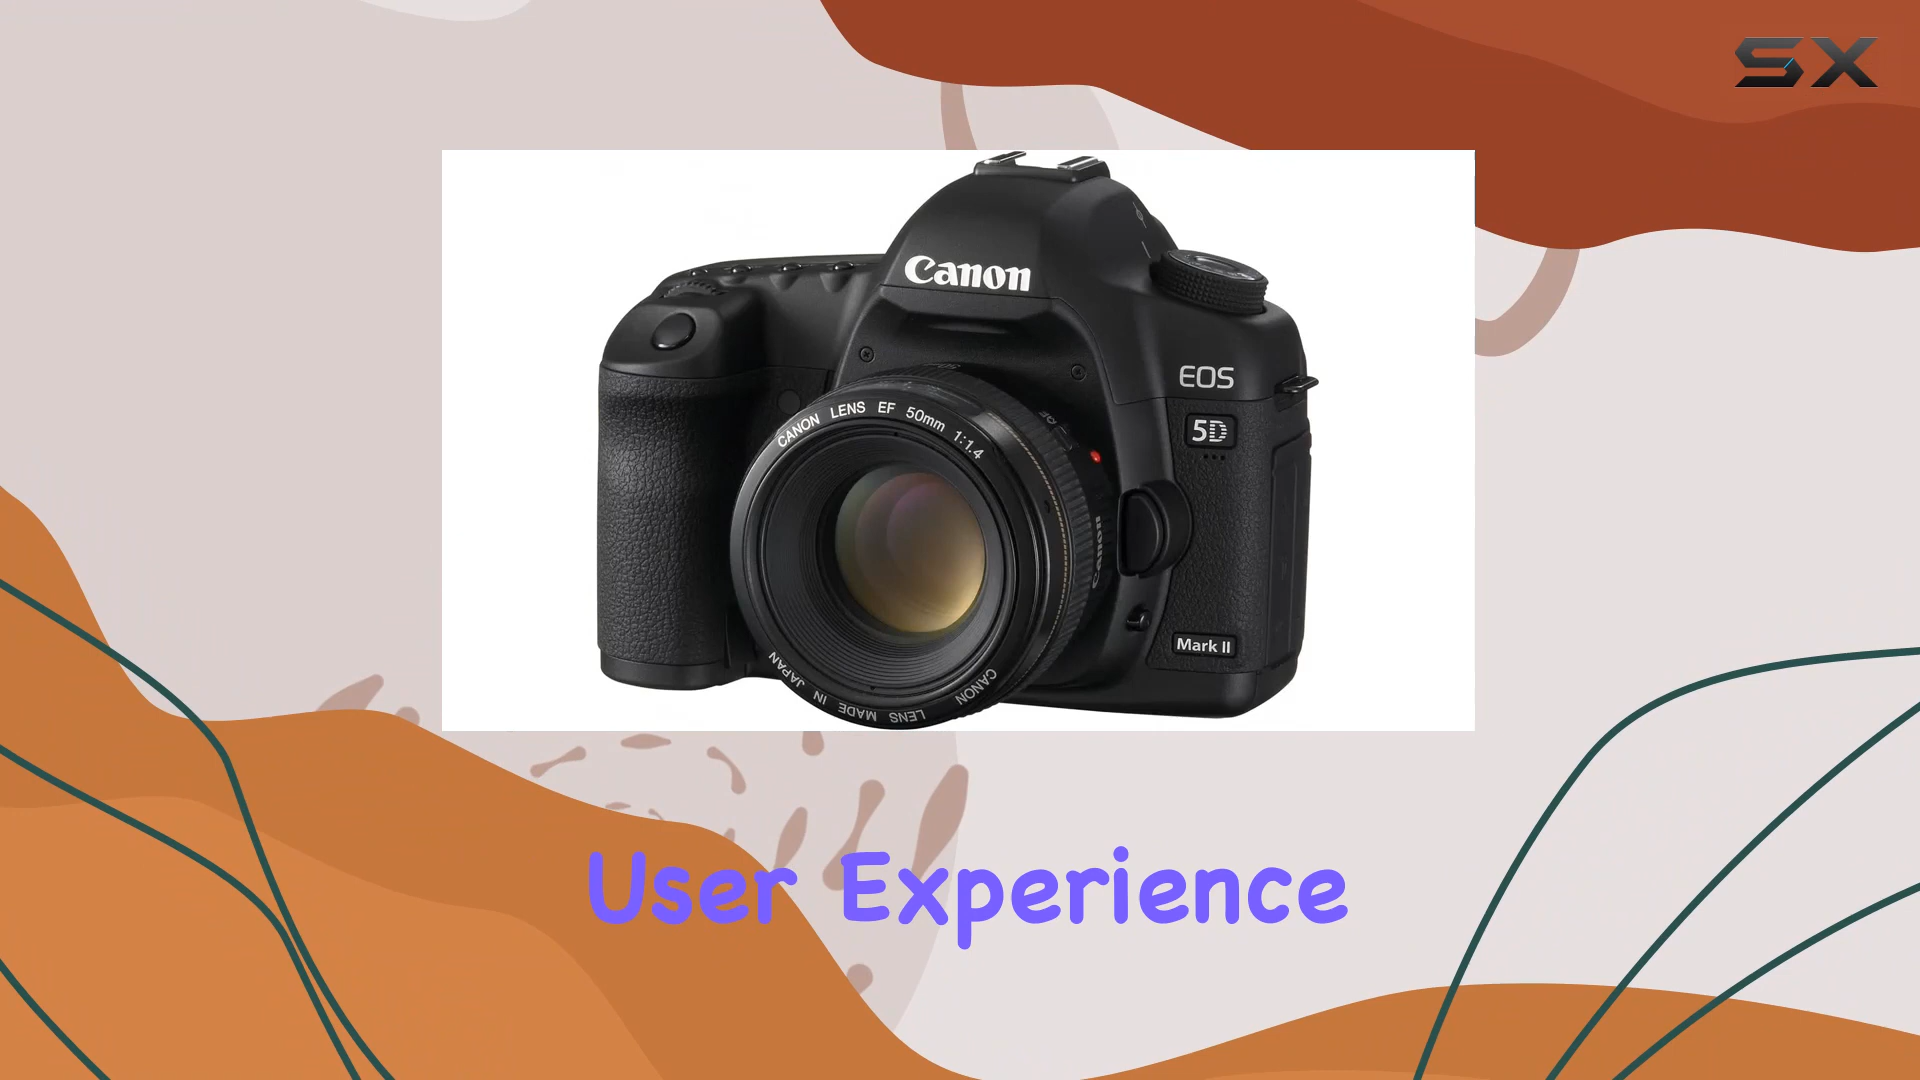 SX
Canon
EOS
5D
CANON LENS EF 50mm 1:1.4
Canon
Mark II
CANON LENS MADE IN JAPAN
User Experience